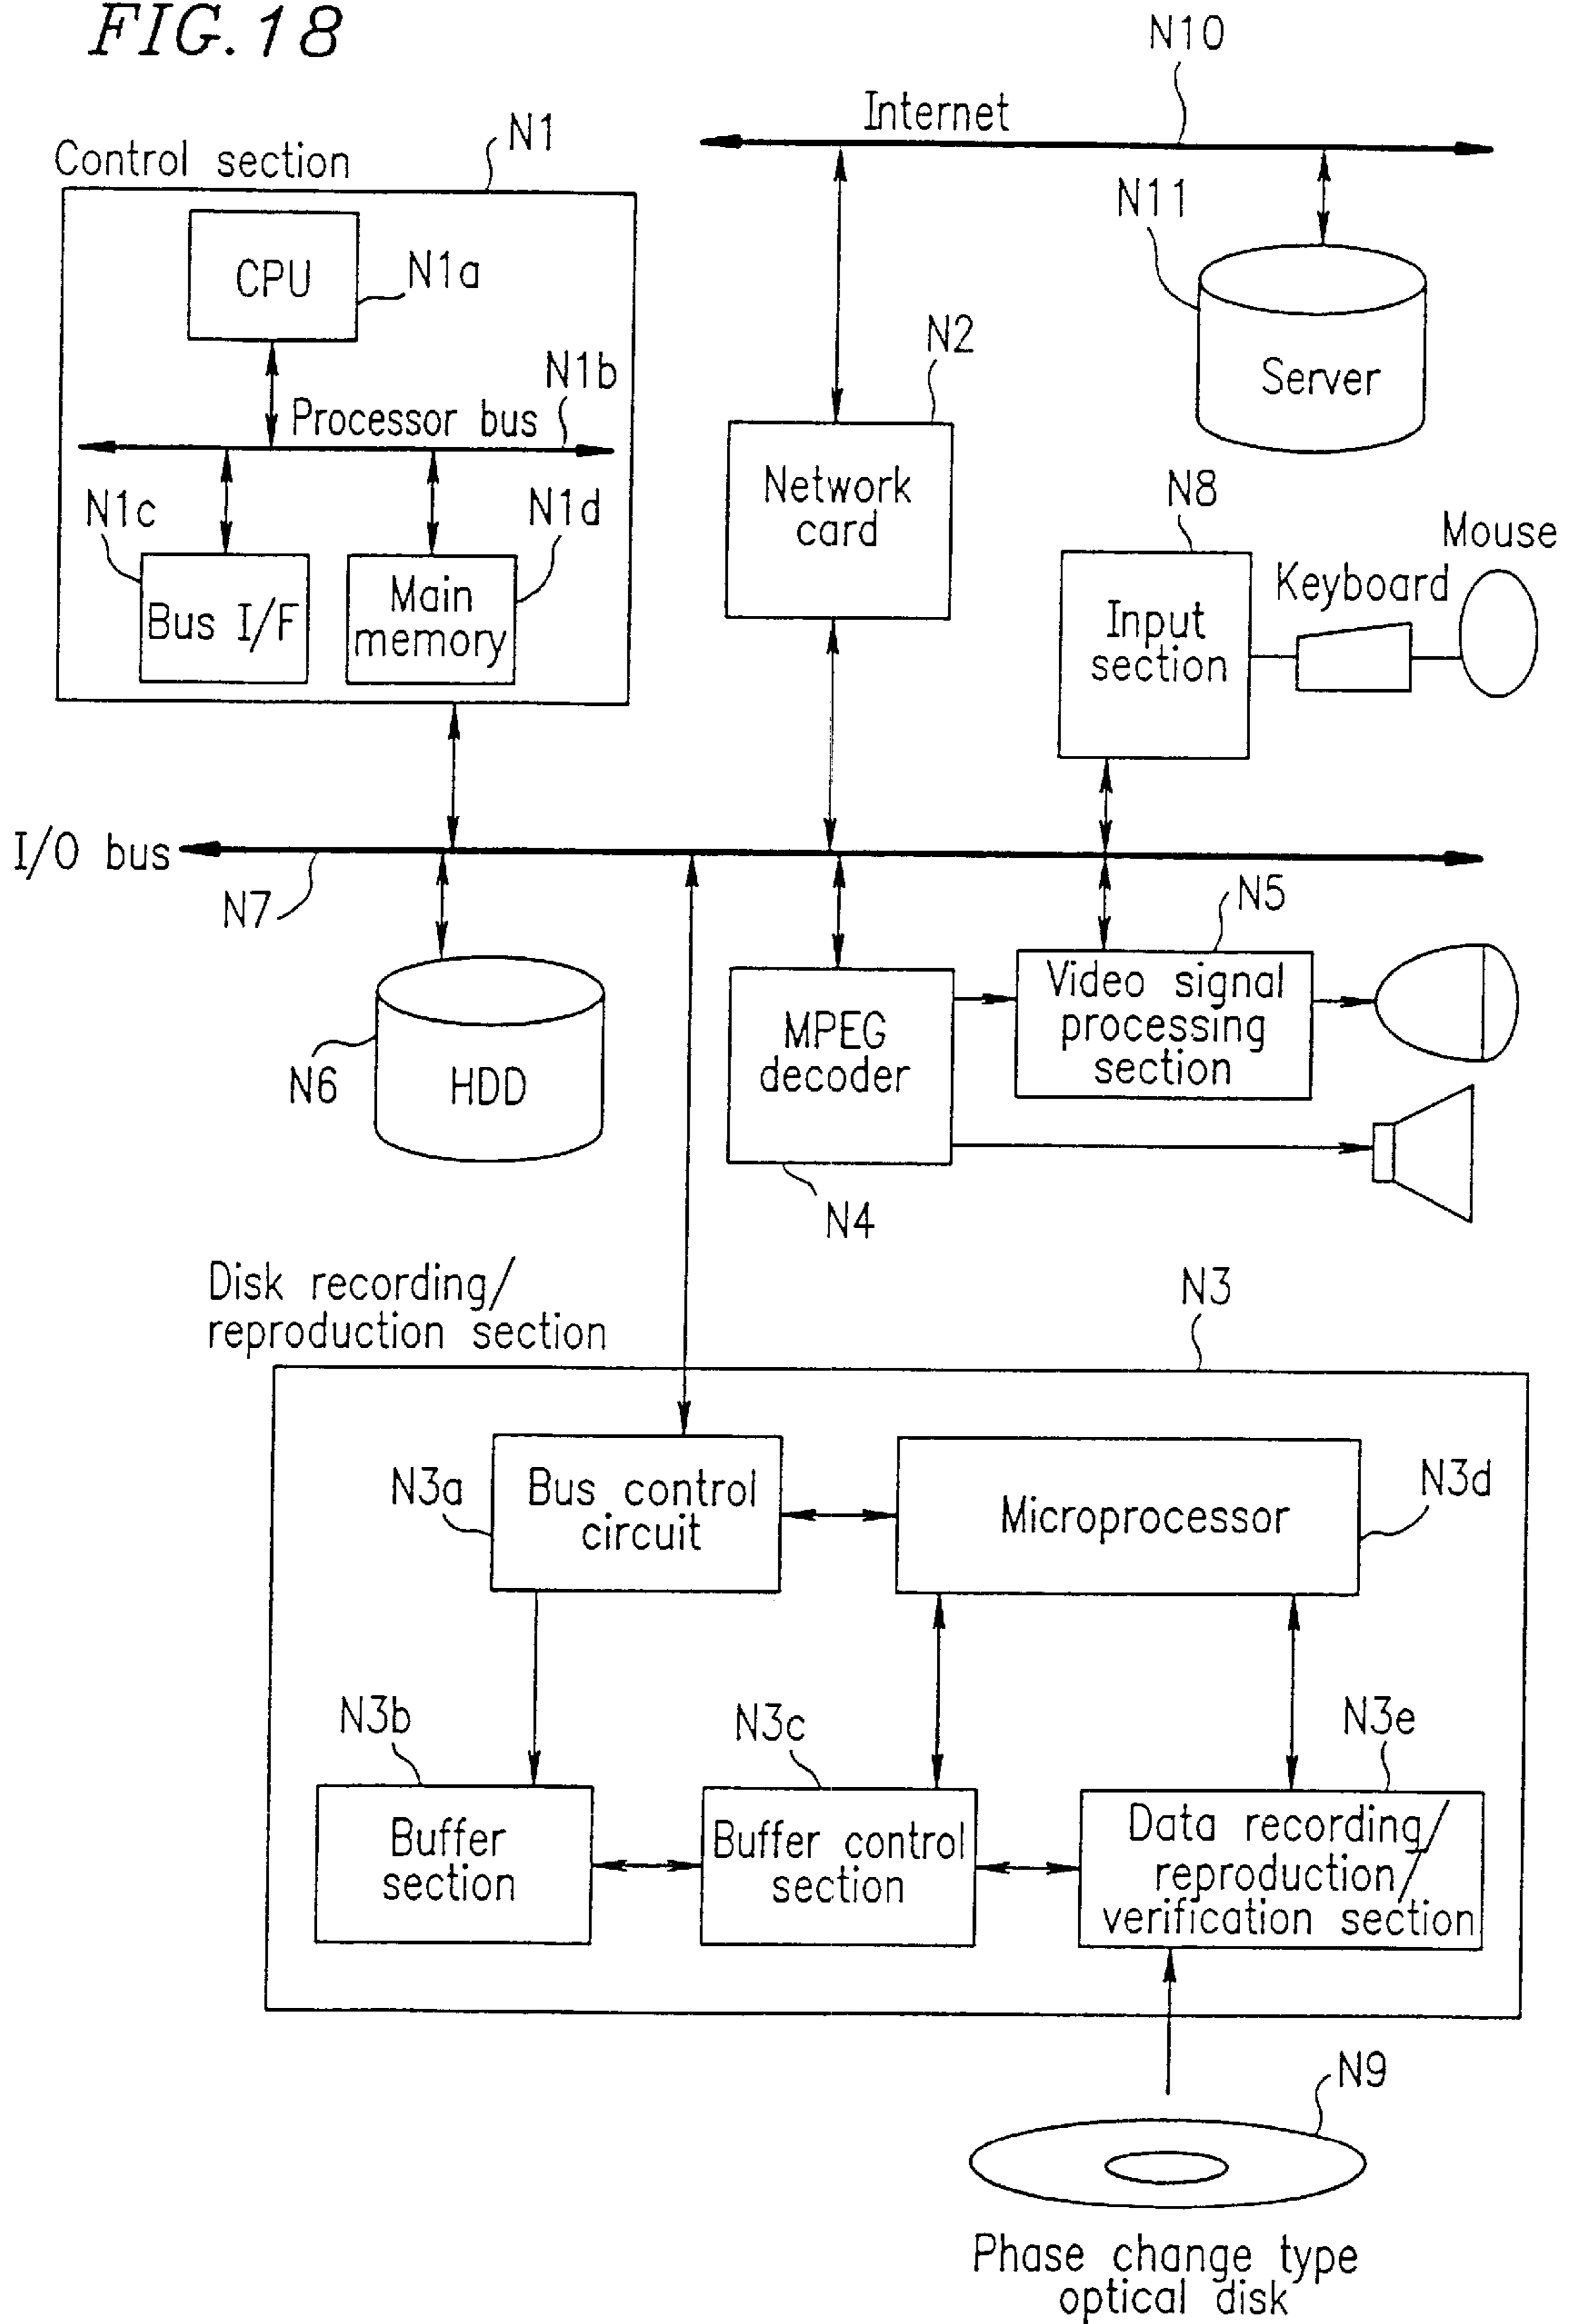 FIG.18
N10
Internet
N1
Control section
N11
CPU
N1a
N2
Server
N1b
Processor bus
N8
Network
card
Mouse
N1c
N1d
Keyboard
Bus I/F
Main
memory
Input
section
I/O bus
N7
N5
Video signal
processing
section
MPEG
decoder
N6
HDD
N4
Disk recording/
reproduction section
N3
N3a
Bus control
circuit
Microprocessor
N3d
N3b
N3c
N3e
Buffer
section
Buffer control
section
Data recording/
reproduction/
verification section
N9
Phase change type
optical disk